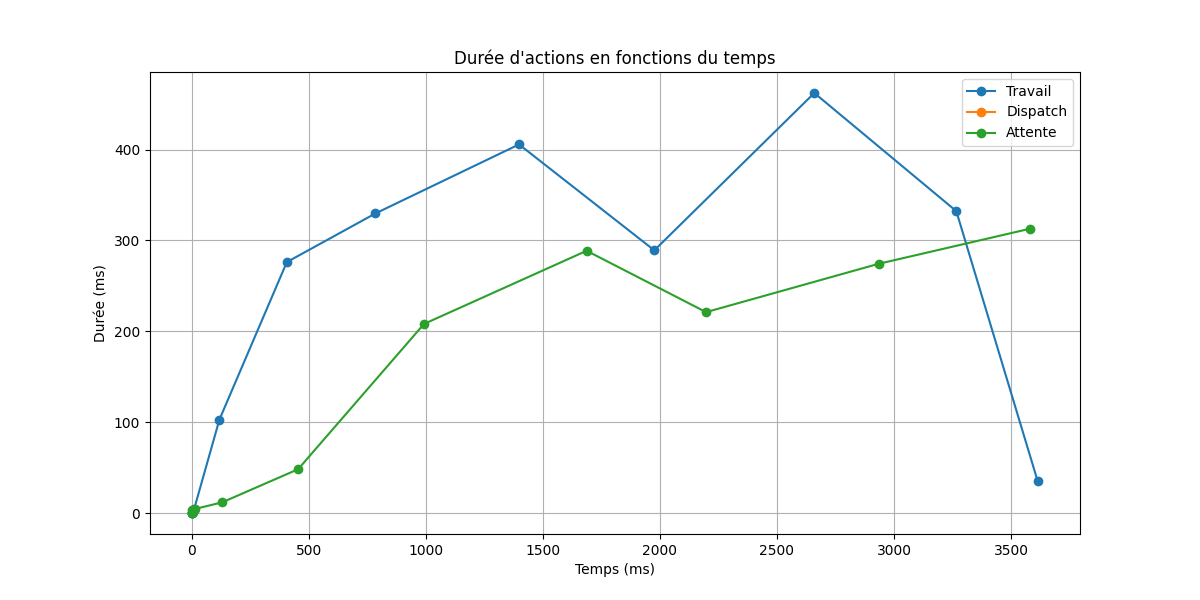 Durée d'actions en fonctions du temps
Travail
Dispatch
Attente
Durée (ms)
400
300
200
100
0
0 500 1000 1500 2000 2500 3000 3500
Temps (ms)